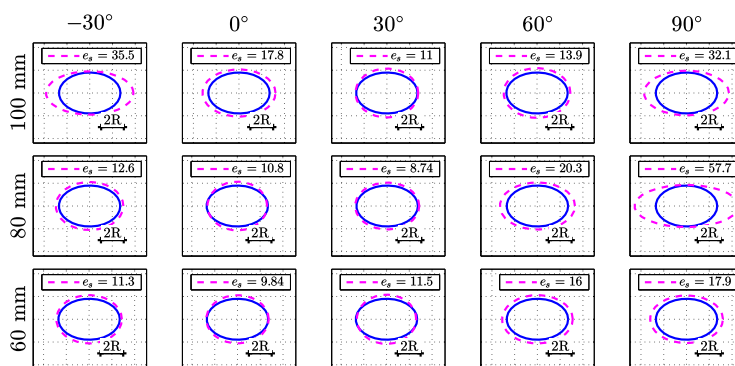 −30° 0° 30° 60° 90°
100 mm
e_s = 35.5 e_s = 17.8 e_s = 11 e_s = 13.9 e_s = 32.1
2R 2R 2R 2R 2R
80 mm
e_s = 12.6 e_s = 10.8 e_s = 8.74 e_s = 20.3 e_s = 57.7
2R 2R 2R 2R 2R
60 mm
e_s = 11.3 e_s = 9.84 e_s = 11.5 e_s = 16 e_s = 17.9
2R 2R 2R 2R 2R